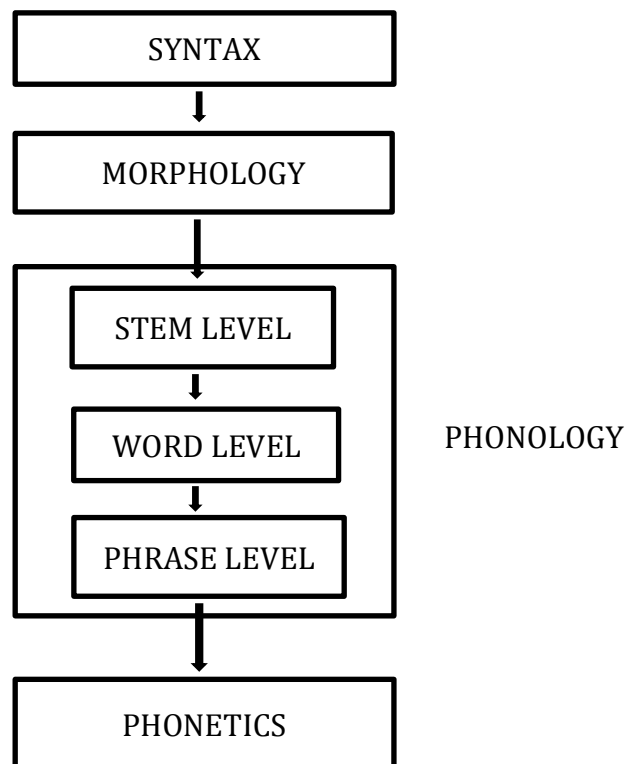 SYNTAX
MORPHOLOGY
STEM LEVEL
WORD LEVEL
PHONOLOGY
PHRASE LEVEL
PHONETICS